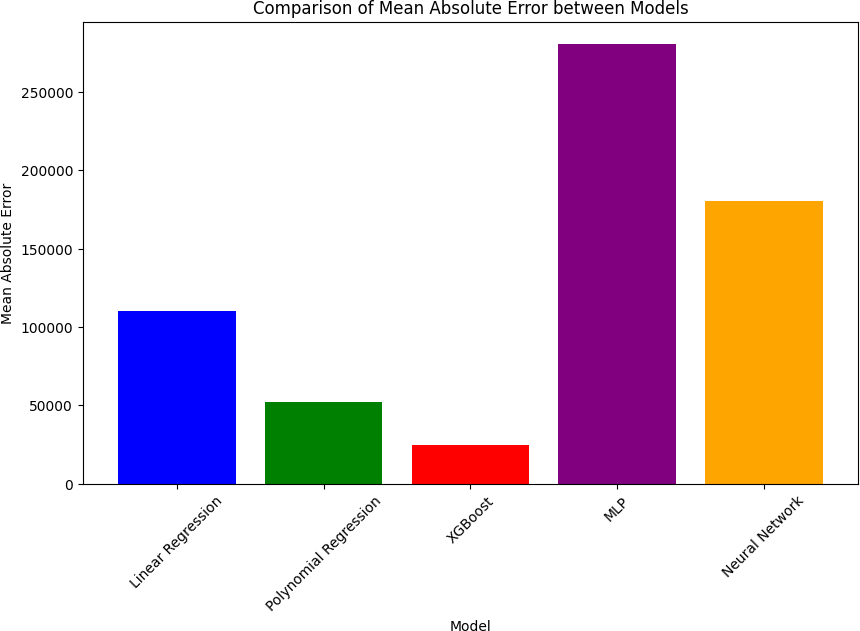 Comparison of Mean Absolute Error between Models
Mean Absolute Error
250000
200000
150000
100000
50000
0
Linear Regression
Polynomial Regression
XGBoost
MLP
Neural Network
Model